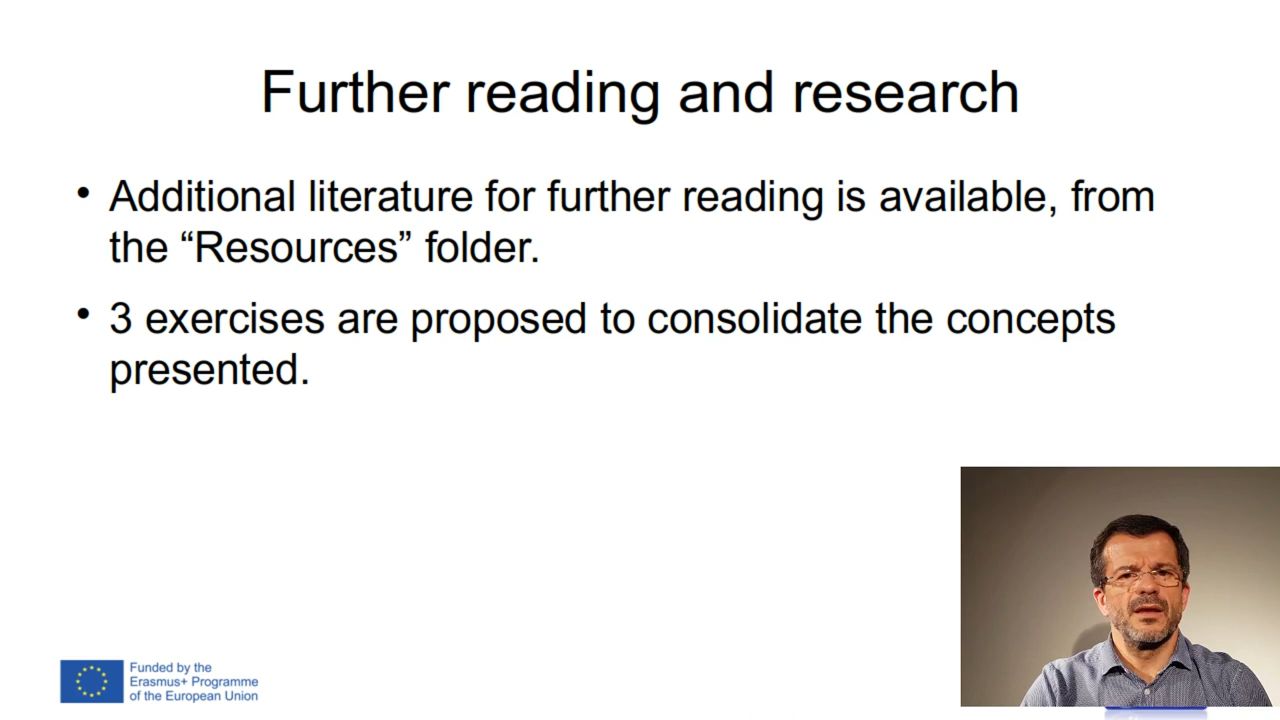 Further reading and research
• Additional literature for further reading is available, from
the “Resources” folder.
• 3 exercises are proposed to consolidate the concepts
presented.
Funded by the
Erasmus+ Programme
of the European Union